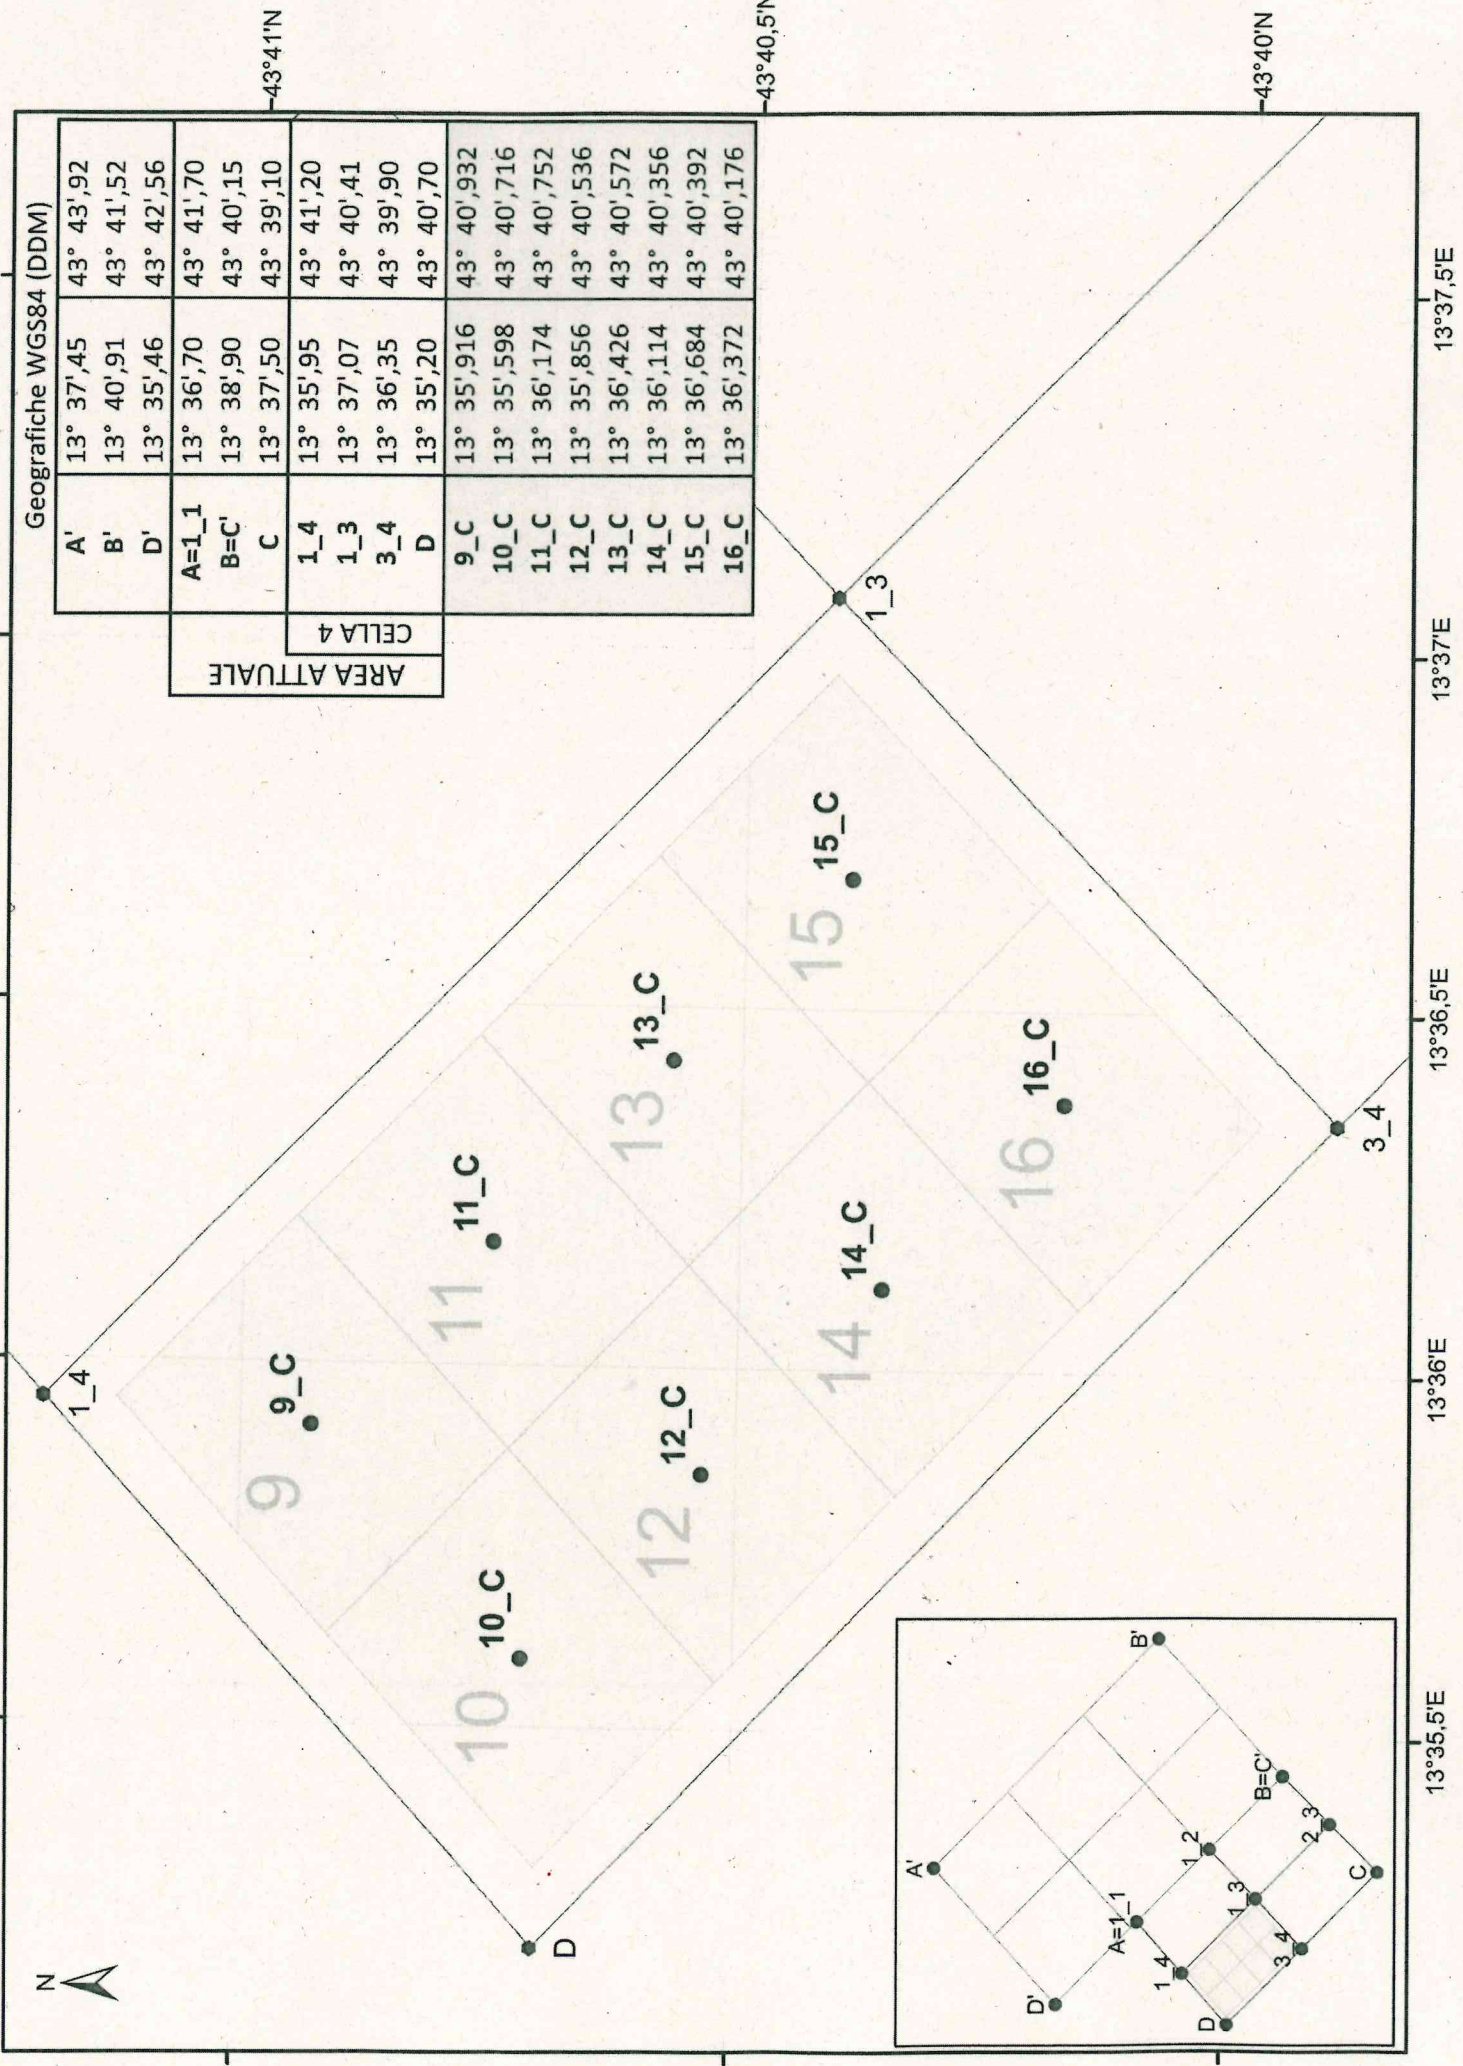 Geografiche WGS84 (DDM)
A' 13° 37',45 43° 43',92
B' 13° 40',91 43° 41',52
D' 13° 35',46 43° 42',56
A=1_1 13° 36',70 43° 41',70
B=C' 13° 38',90 43° 40',15
C 13° 37',50 43° 39',10
1_4 13° 35',95 43° 41',20
1_3 13° 37',07 43° 40',41
3_4 13° 36',35 43° 39',90
D 13° 35',20 43° 40',70
9_C 13° 35',916 43° 40',932
10_C 13° 35',598 43° 40',716
11_C 13° 36',174 43° 40',752
12_C 13° 35',856 43° 40',536
13_C 13° 36',426 43° 40',572
14_C 13° 36',114 43° 40',356
15_C 13° 36',684 43° 40',392
16_C 13° 36',372 43° 40',176
AREA ATTUALE
CELLA 4
43°41'N
43°40,5'N
43°40'N
N
1_4
9_C
9
10_C
10
11_C
11
12_C
12
13_C
13
14_C
14
15_C
15
16_C
16
D
1_3
3_4
A'
B'
D'
A=1_1
1_2
B=C'
1_4
1_3
2_3
D
3_4
C
13°35,5'E
13°36'E
13°36,5'E
13°37'E
13°37,5'E